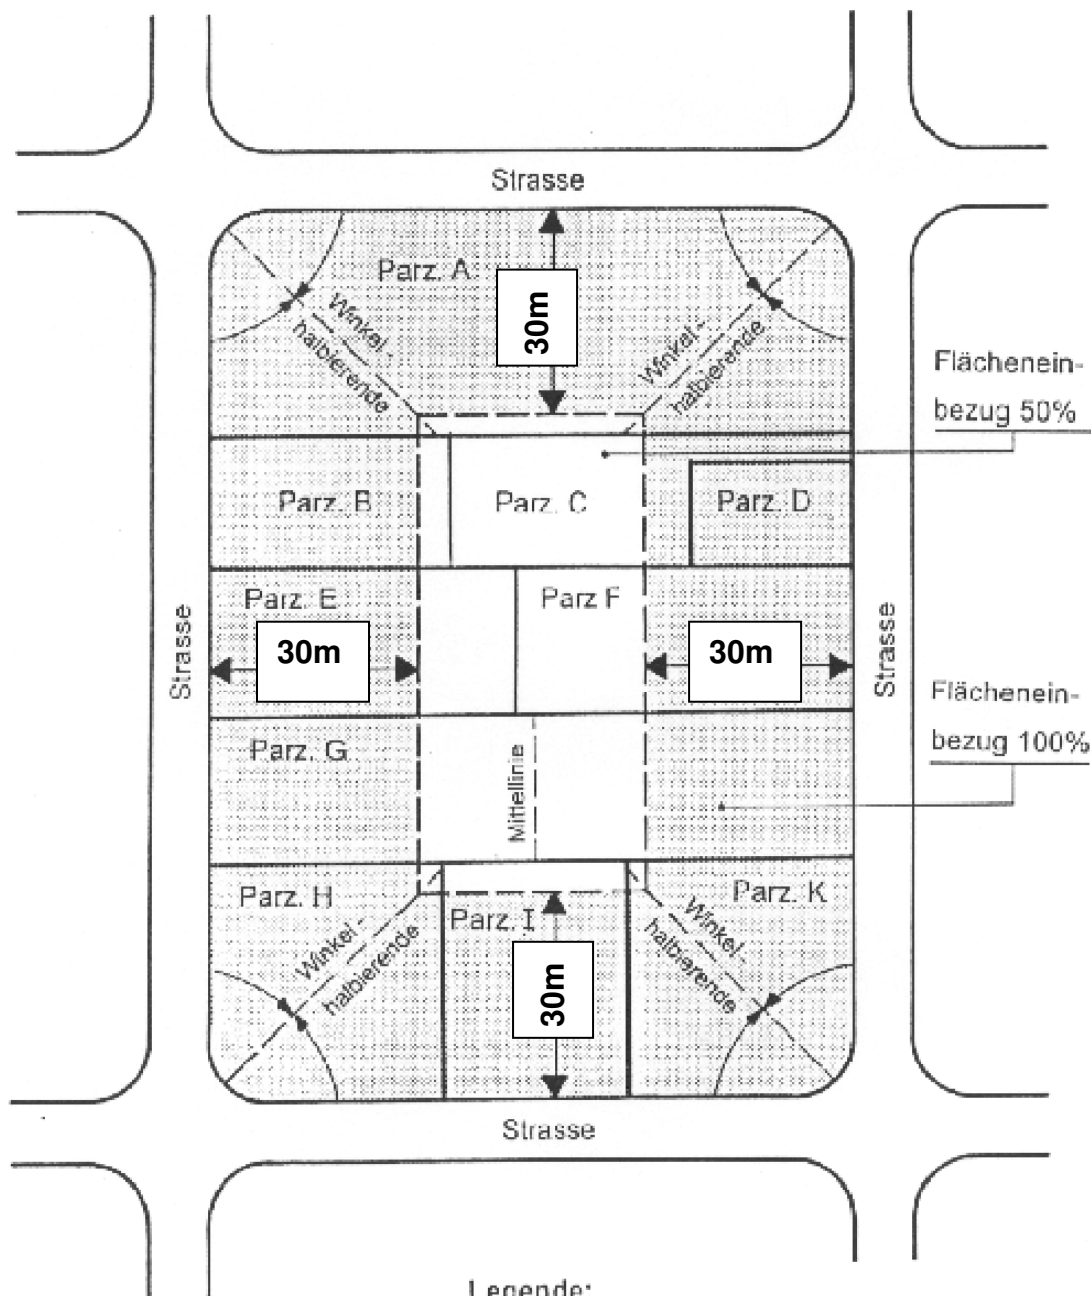 Strasse
Parz. A
30m
Winkel-
halbierende
Winkel-
halbierende
Flächenein-
bezug 50%
Parz. B
Parz. C
Parz. D
Parz. E
Parz F
Strasse
30m
30m
Strasse
Flächenein-
bezug 100%
Parz. G
Mittellinie
Parz. H
Parz. I
Parz. K
Winkel-
halbierende
Winkel-
halbierende
30m
Strasse
Legende: